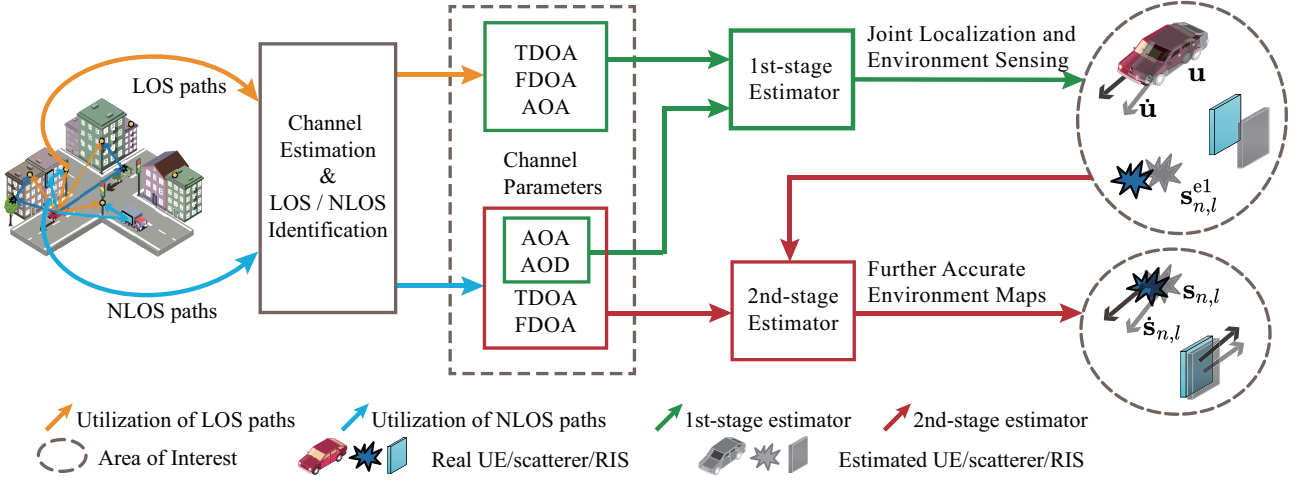 LOS paths
NLOS paths
Channel
Estimation
&
LOS / NLOS
Identification
TDOA
FDOA
AOA
Channel
Parameters
AOA
AOD
TDOA
FDOA
1st-stage
Estimator
2nd-stage
Estimator
Joint Localization and
Environment Sensing
Further Accurate
Environment Maps
u
u̇
s_{n,l}^{e1}
s_{n,l}
ṡ_{n,l}
Utilization of LOS paths
Utilization of NLOS paths
1st-stage estimator
2nd-stage estimator
Area of Interest
Real UE/scatterer/RIS
Estimated UE/scatterer/RIS